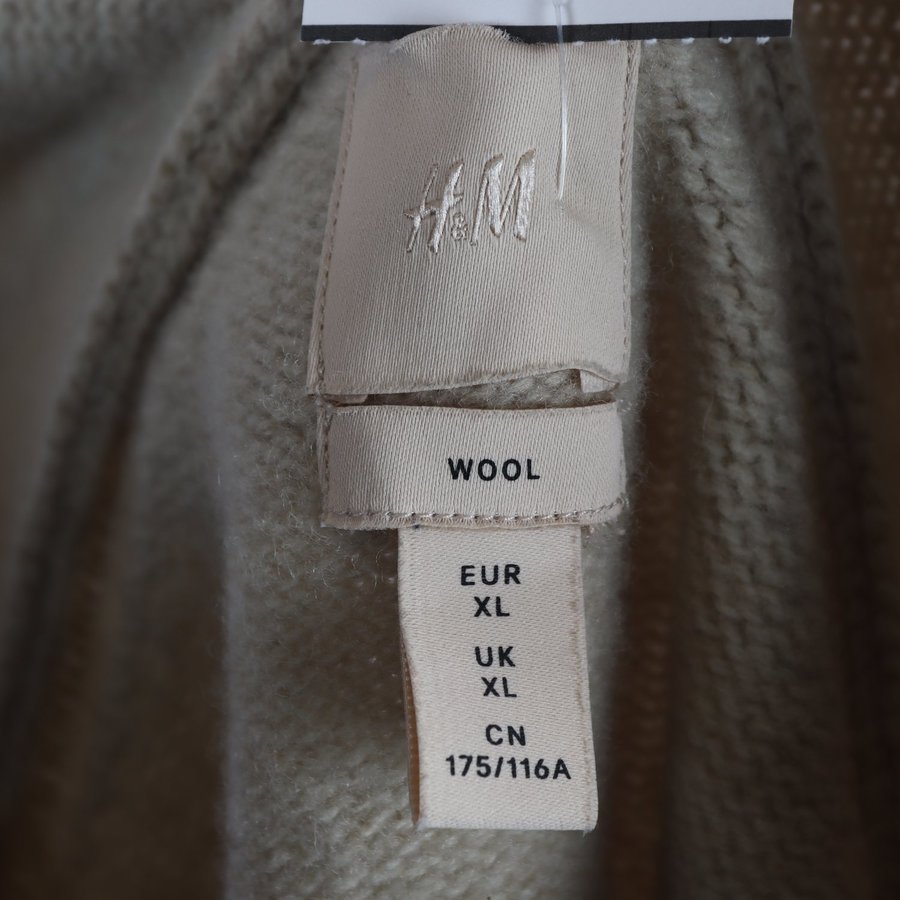 H&M
WOOL
EUR
XL
UK
XL
CN
175/116A